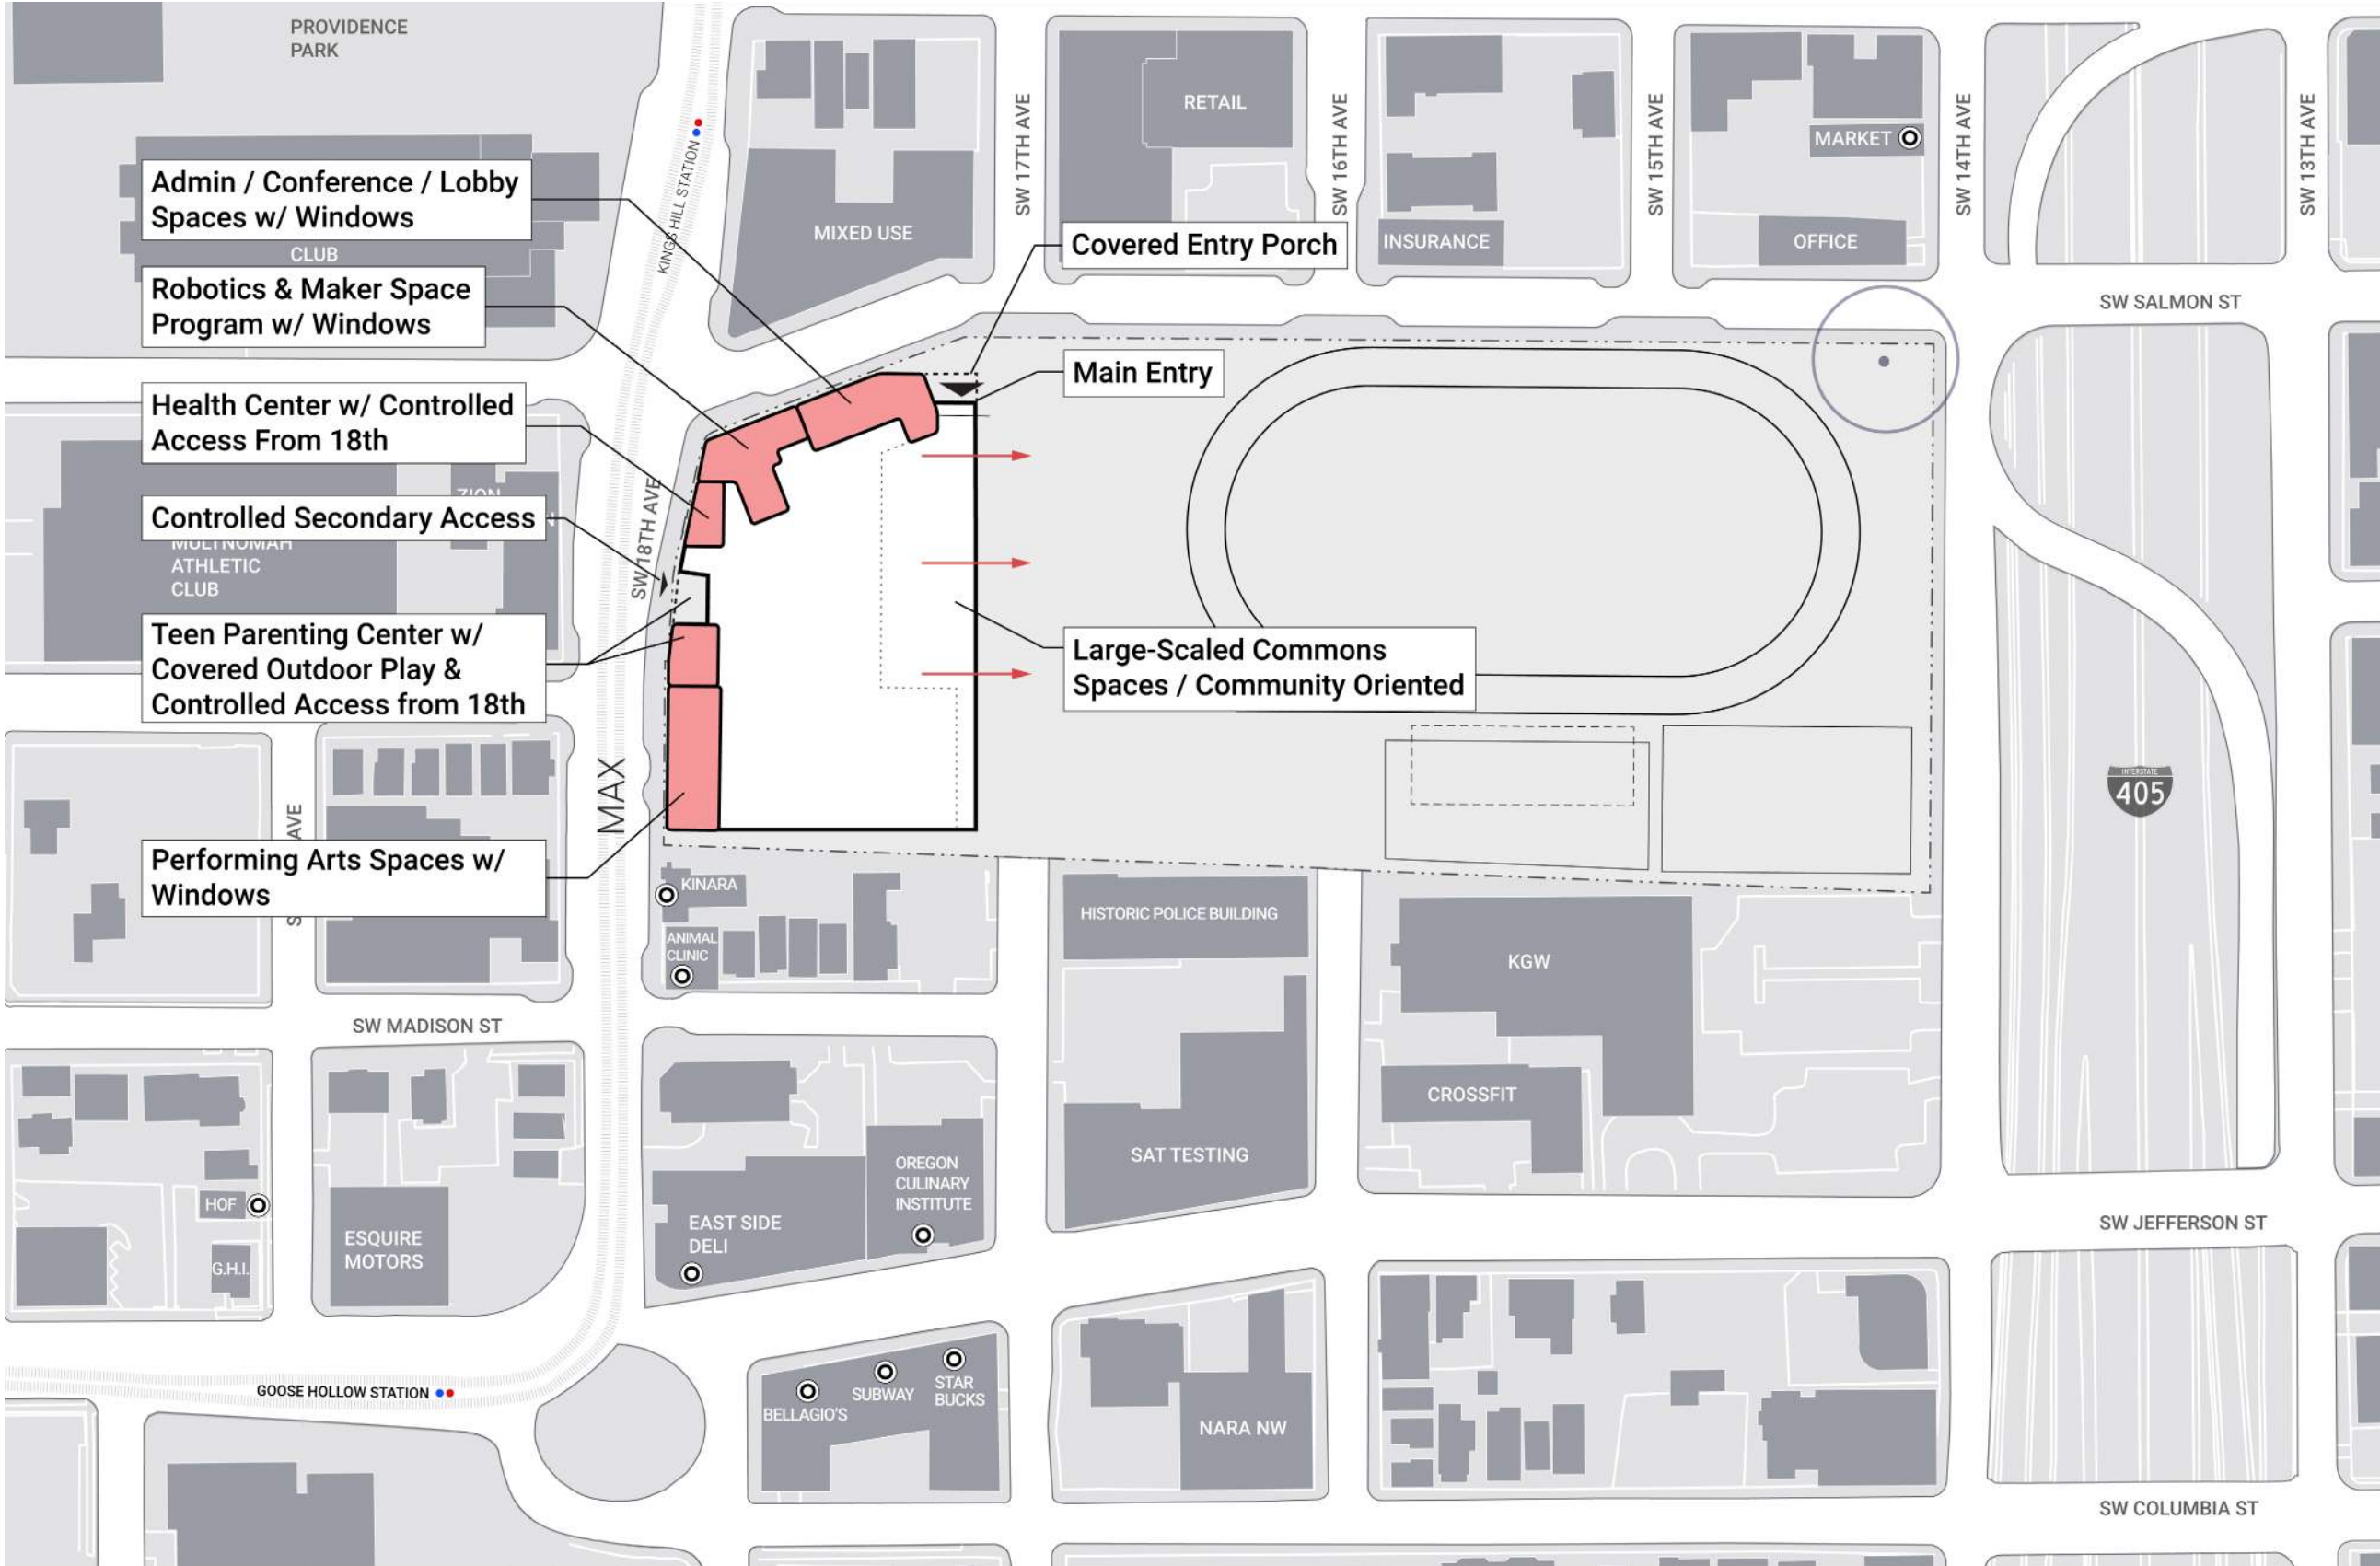 PROVIDENCE
PARK
KINGS HILL STATION
SW 17TH AVE
RETAIL
SW 16TH AVE
SW 15TH AVE
MARKET
SW 14TH AVE
SW 13TH AVE
MIXED USE
INSURANCE
OFFICE
Admin / Conference / Lobby
Spaces w/ Windows
CLUB
Robotics & Maker Space
Program w/ Windows
Covered Entry Porch
SW SALMON ST
Main Entry
Health Center w/ Controlled
Access From 18th
ZION
Controlled Secondary Access
SW 18TH AVE
MULTNOMAH
ATHLETIC
CLUB
Teen Parenting Center w/
Covered Outdoor Play &
Controlled Access from 18th
Large-Scaled Commons
Spaces / Community Oriented
MAX
INTERSTATE
405
AVE
Performing Arts Spaces w/
Windows
KINARA
ANIMAL
CLINIC
HISTORIC POLICE BUILDING
KGW
SW MADISON ST
CROSSFIT
SAT TESTING
OREGON
CULINARY
INSTITUTE
HOF
EAST SIDE
DELI
ESQUIRE
MOTORS
G.H.I.
SW JEFFERSON ST
GOOSE HOLLOW STATION
BELLAGIO'S
SUBWAY
STAR
BUCKS
NARA NW
SW COLUMBIA ST